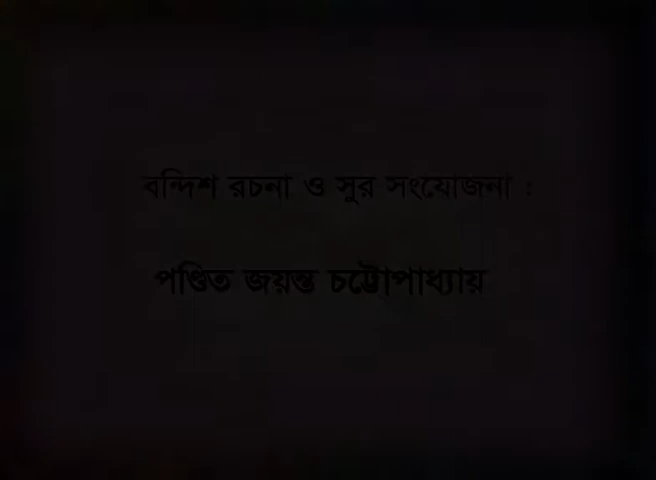 বন্দিশ রচনা ও সুর সংযোজনা :
পণ্ডিত জয়ন্ত চট্টোপাধ্যায়